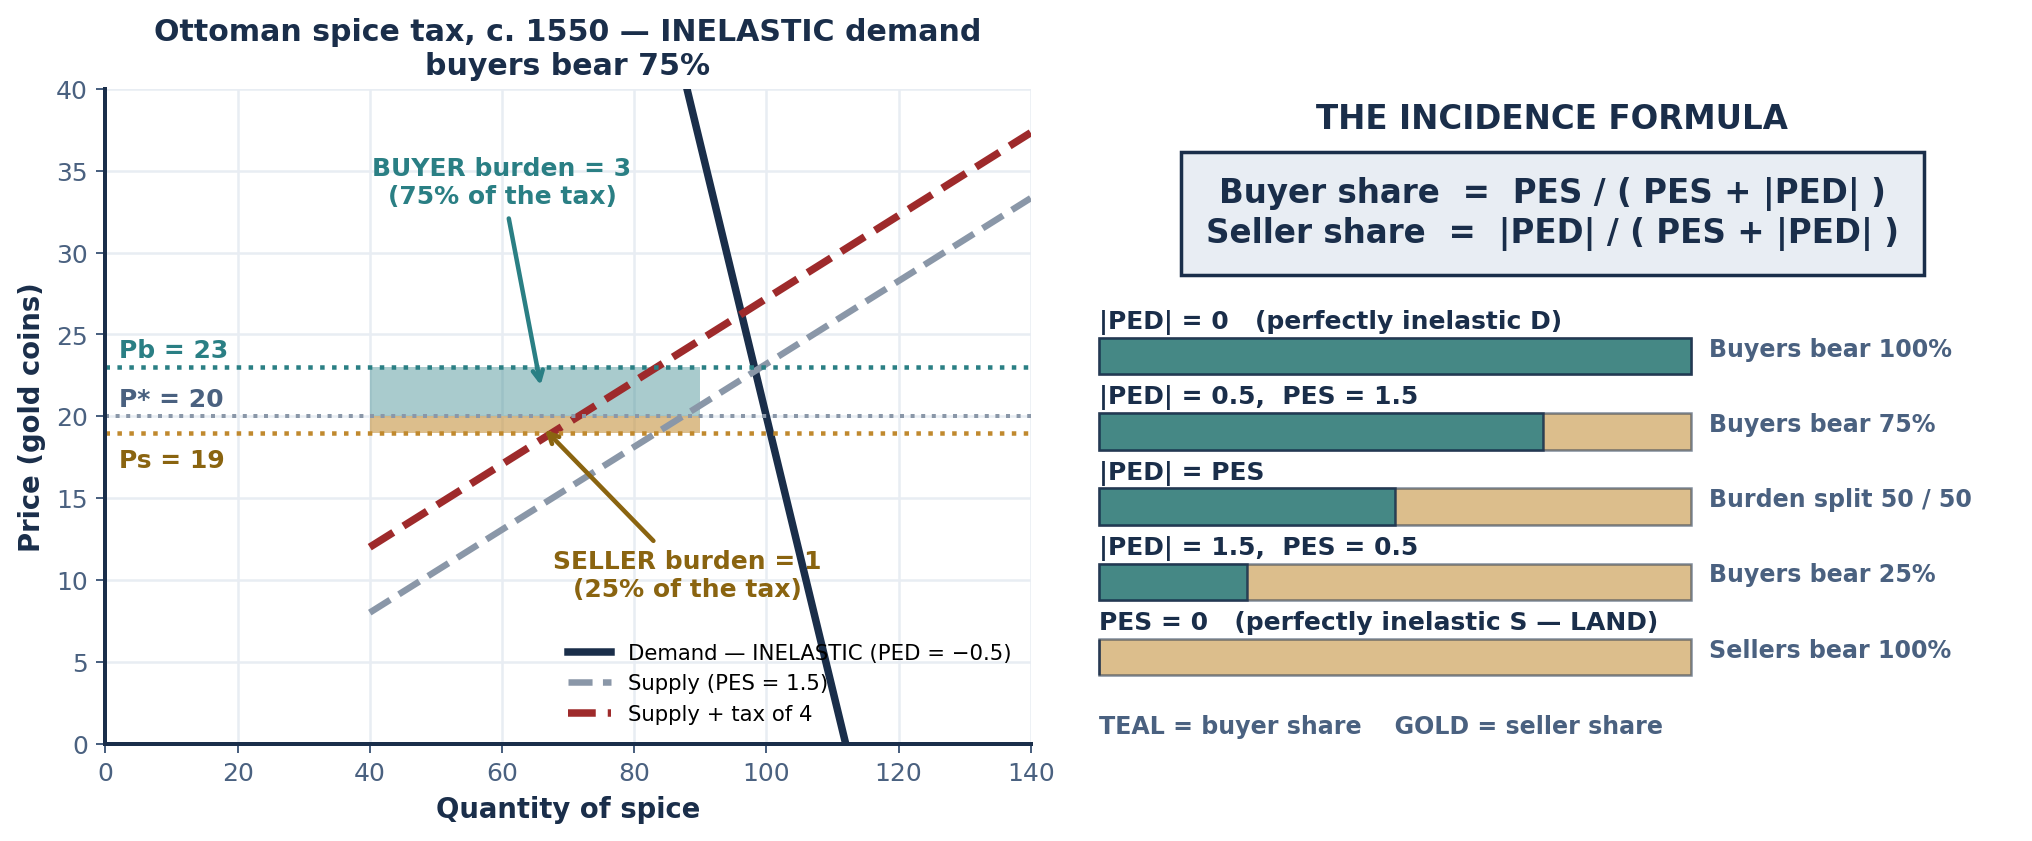 Ottoman spice tax, c. 1550 — INELASTIC demand
buyers bear 75%
Price (gold coins)
40
35
30
25
20
15
10
5
0
BUYER burden = 3
(75% of the tax)
Pb = 23
P* = 20
Ps = 19
SELLER burden = 1
(25% of the tax)
Demand — INELASTIC (PED = −0.5)
Supply (PES = 1.5)
Supply + tax of 4
0
20
40
60
80
100
120
140
Quantity of spice
THE INCIDENCE FORMULA
Buyer share = PES / ( PES + |PED| )
Seller share = |PED| / ( PES + |PED| )
|PED| = 0 (perfectly inelastic D)
Buyers bear 100%
|PED| = 0.5, PES = 1.5
Buyers bear 75%
|PED| = PES
Burden split 50 / 50
|PED| = 1.5, PES = 0.5
Buyers bear 25%
PES = 0 (perfectly inelastic S — LAND)
Sellers bear 100%
TEAL = buyer share GOLD = seller share